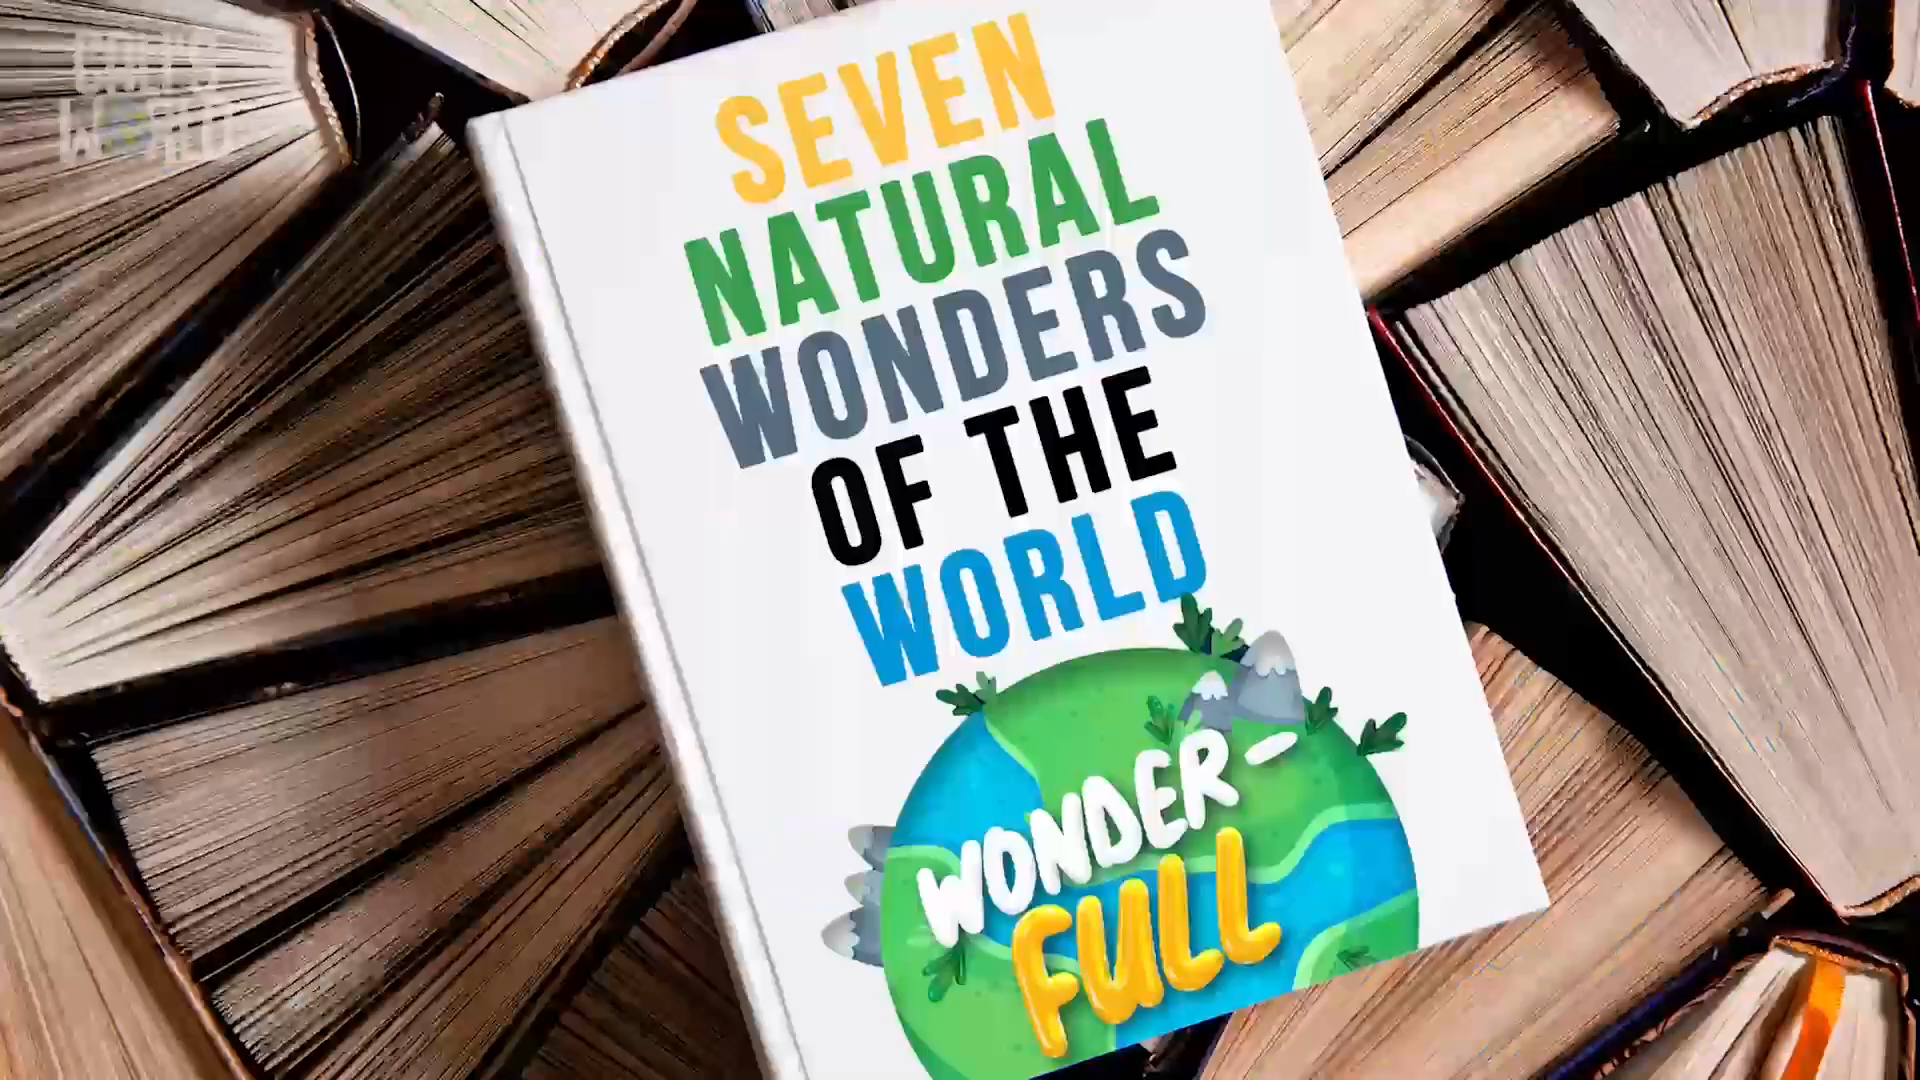 SEVEN
NATURAL
WONDERS
OF THE
WORLD
WONDER-
FULL